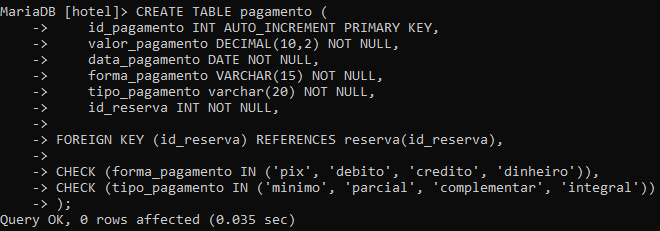 MariaDB [hotel]> CREATE TABLE pagamento (
    ->     id_pagamento INT AUTO_INCREMENT PRIMARY KEY,
    ->     valor_pagamento DECIMAL(10,2) NOT NULL,
    ->     data_pagamento DATE NOT NULL,
    ->     forma_pagamento VARCHAR(15) NOT NULL,
    ->     tipo_pagamento varchar(20) NOT NULL,
    ->     id_reserva INT NOT NULL,
    ->
    -> FOREIGN KEY (id_reserva) REFERENCES reserva(id_reserva),
    ->
    -> CHECK (forma_pagamento IN ('pix', 'debito', 'credito', 'dinheiro')),
    -> CHECK (tipo_pagamento IN ('minimo', 'parcial', 'complementar', 'integral'))
    -> );
Query OK, 0 rows affected (0.035 sec)